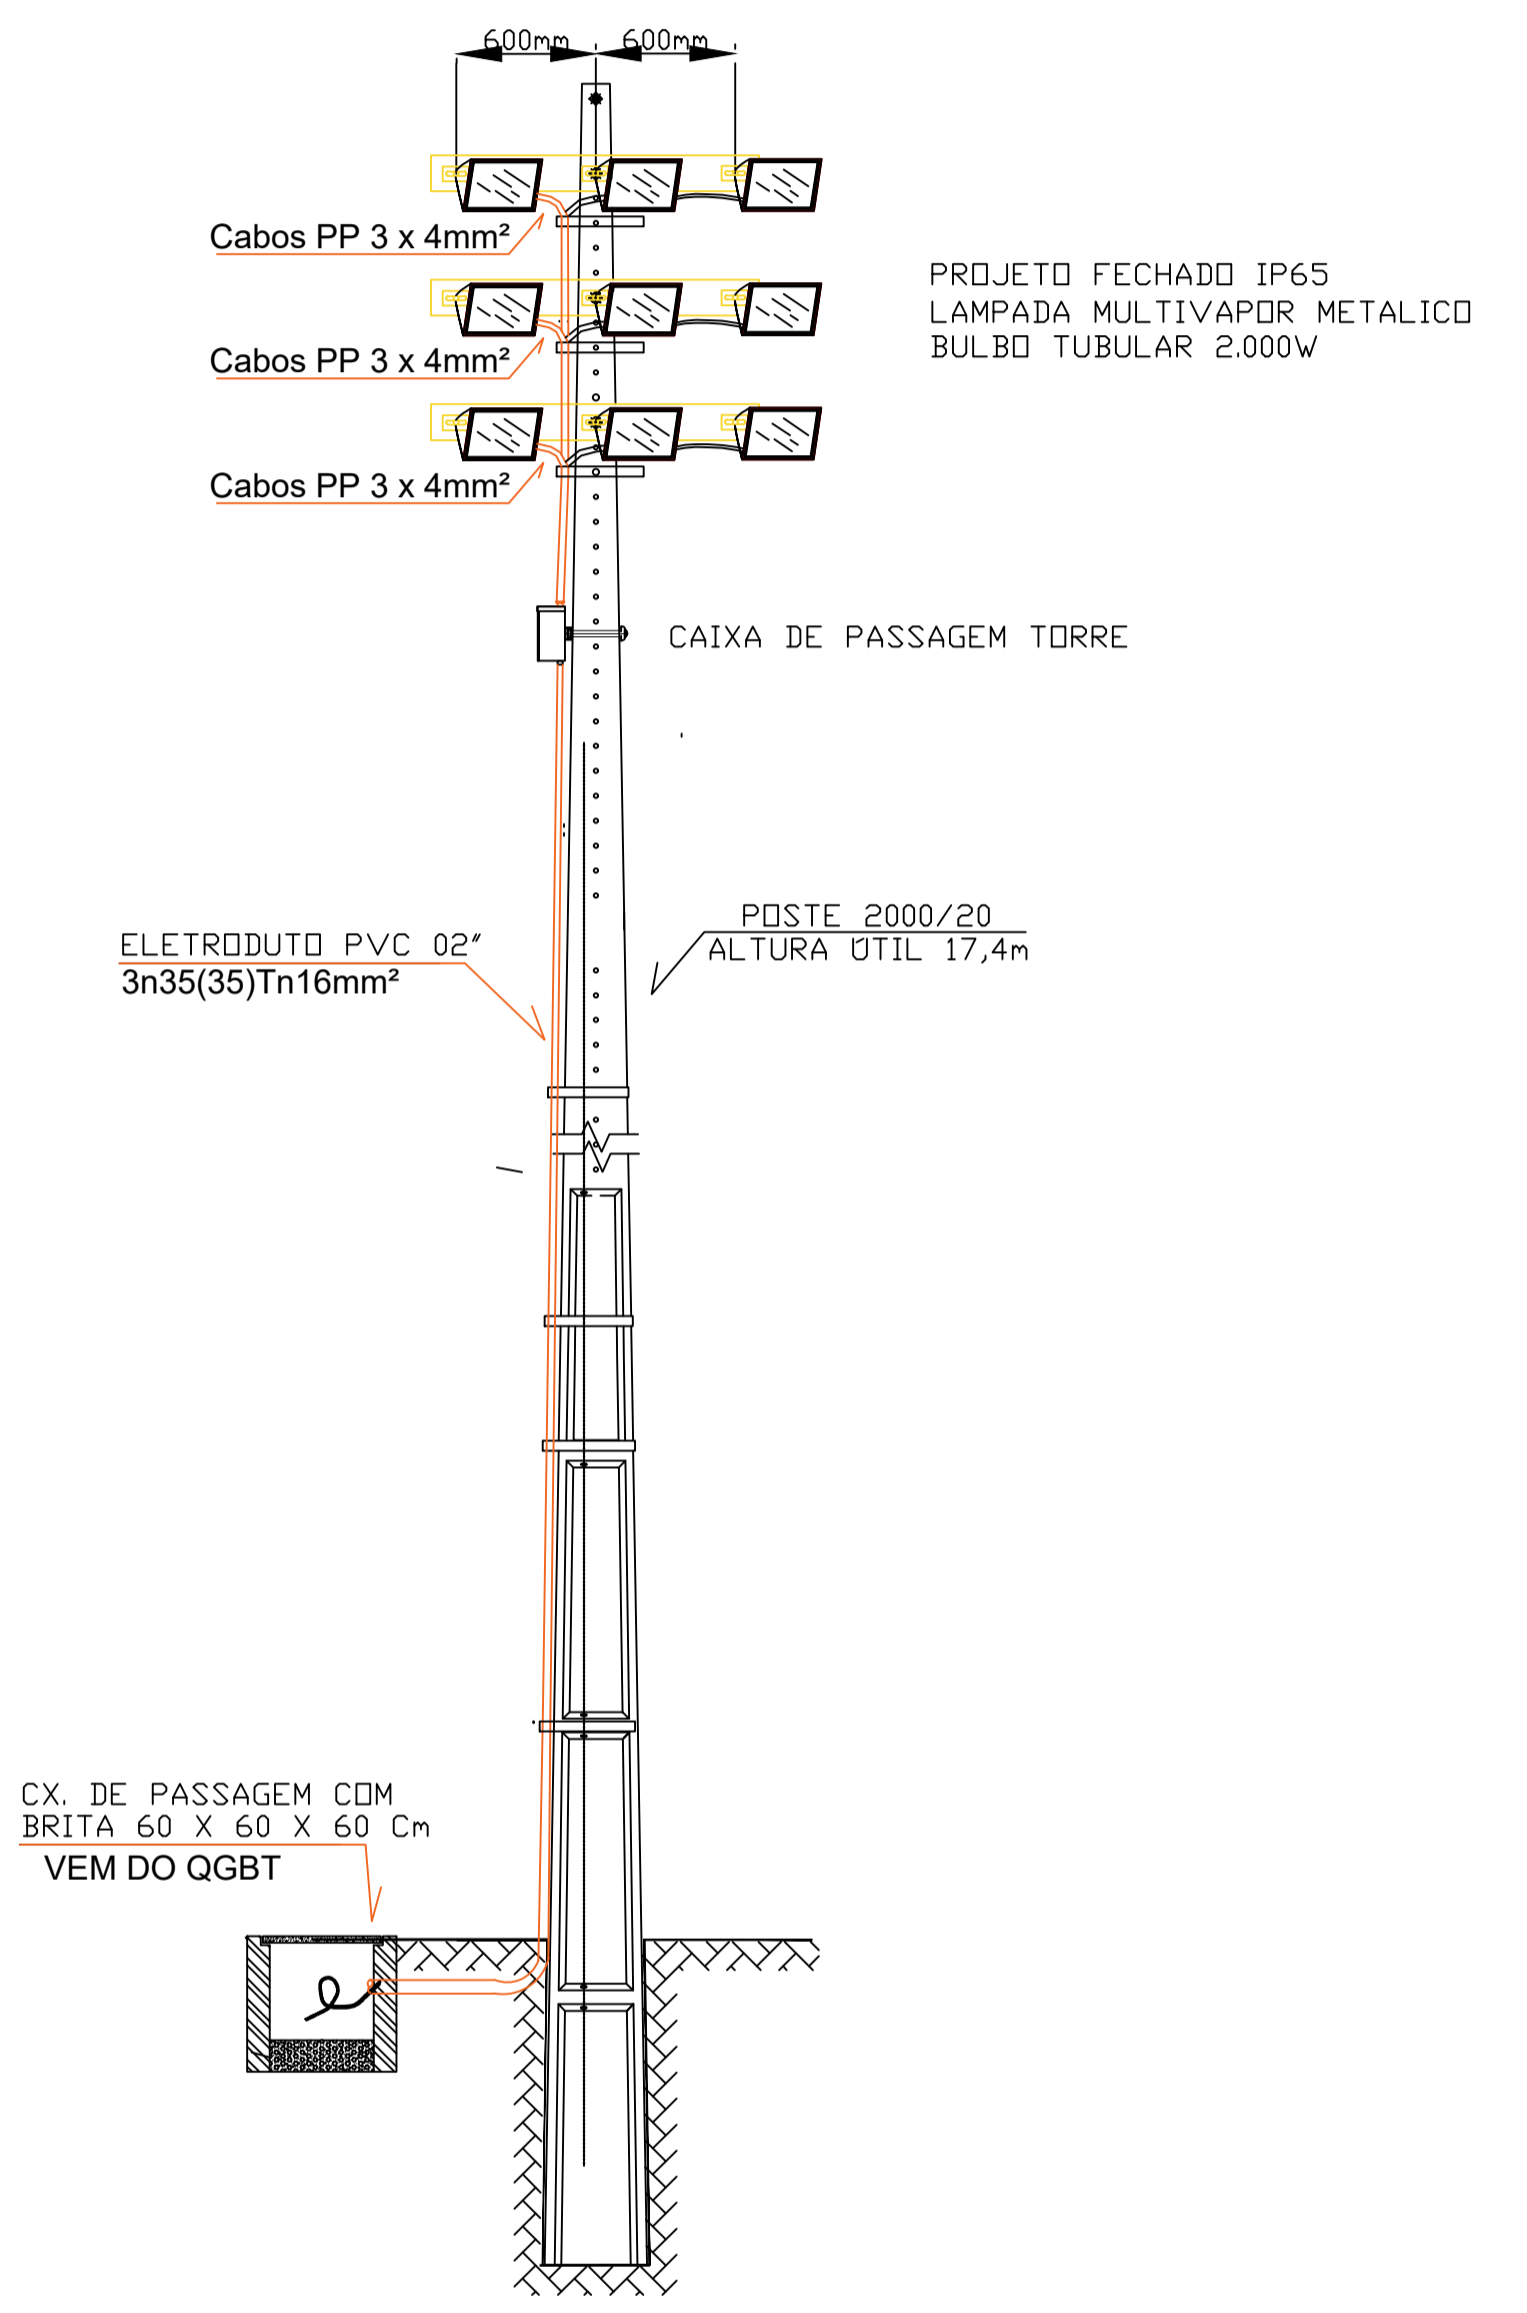 600mm 600mm
Cabos PP 3 x 4mm²
PROJETO FECHADO IP65
LAMPADA MULTIVAPOR METALICO
BULBO TUBULAR 2.000W
Cabos PP 3 x 4mm²
Cabos PP 3 x 4mm²
CAIXA DE PASSAGEM TORRE
POSTE 2000/20
ALTURA ÚTIL 17,4m
ELETRODUTO PVC 02"
3n35(35)Tn16mm²
CX. DE PASSAGEM COM
BRITA 60 X 60 X 60 Cm
VEM DO QGBT